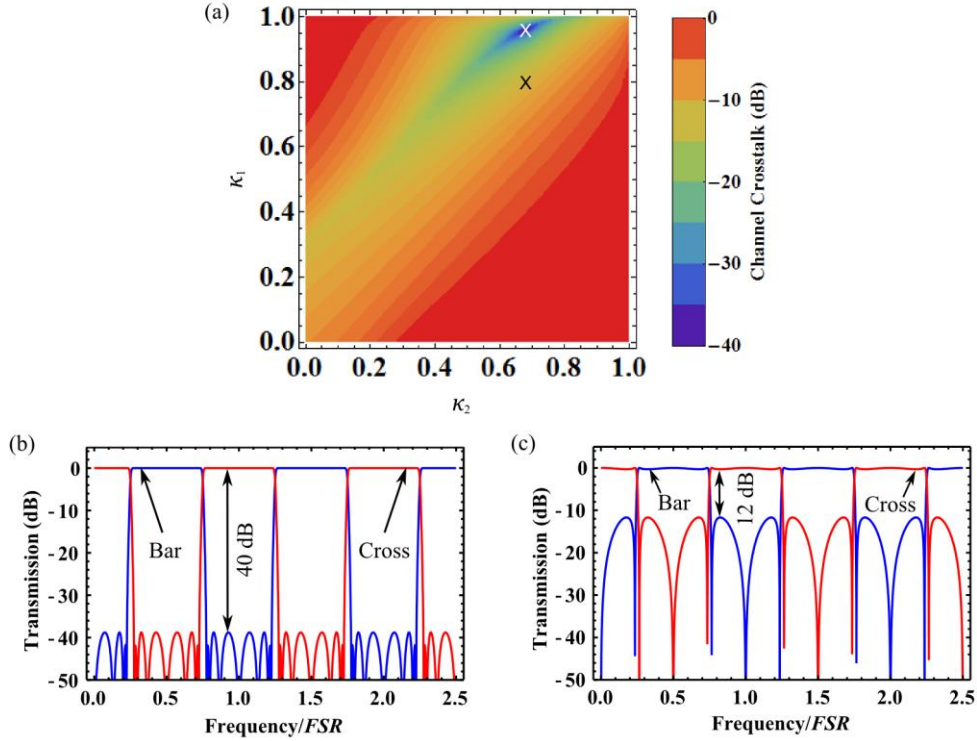 (a)
1.0
0.8
0.6
0.4
0.2
0.0
κ1
X
X
0.0 0.2 0.4 0.6 0.8 1.0
κ2
0
−10
−20
−30
−40
Channel Crosstalk (dB)
(b)
0
-10
-20
-30
-40
-50
Transmission (dB)
Bar
40 dB
Cross
0.0 0.5 1.0 1.5 2.0 2.5
Frequency/FSR
(c)
0
-10
-20
-30
-40
-50
Transmission (dB)
Bar
12 dB
Cross
0.0 0.5 1.0 1.5 2.0 2.5
Frequency/FSR